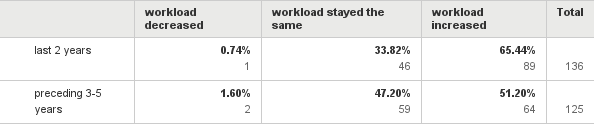 workload decreased workload stayed the same workload increased Total
last 2 years 0.74% 33.82% 65.44%
1 46 89 136
preceding 3-5 years 1.60% 47.20% 51.20%
2 59 64 125